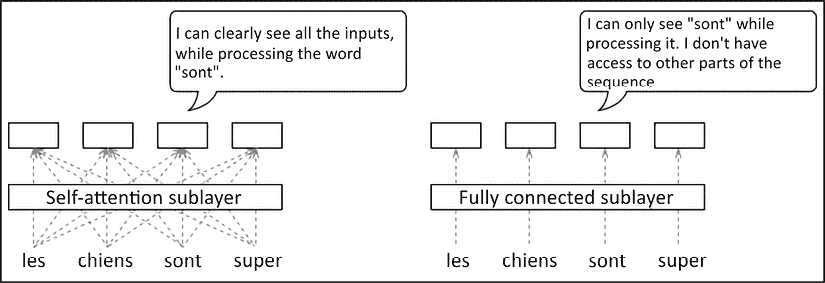 I can clearly see all the inputs,
while processing the word
"sont".
I can only see "sont" while
processing it. I don't have
access to other parts of the
sequence
Self-attention sublayer
Fully connected sublayer
les chiens sont super
les chiens sont super